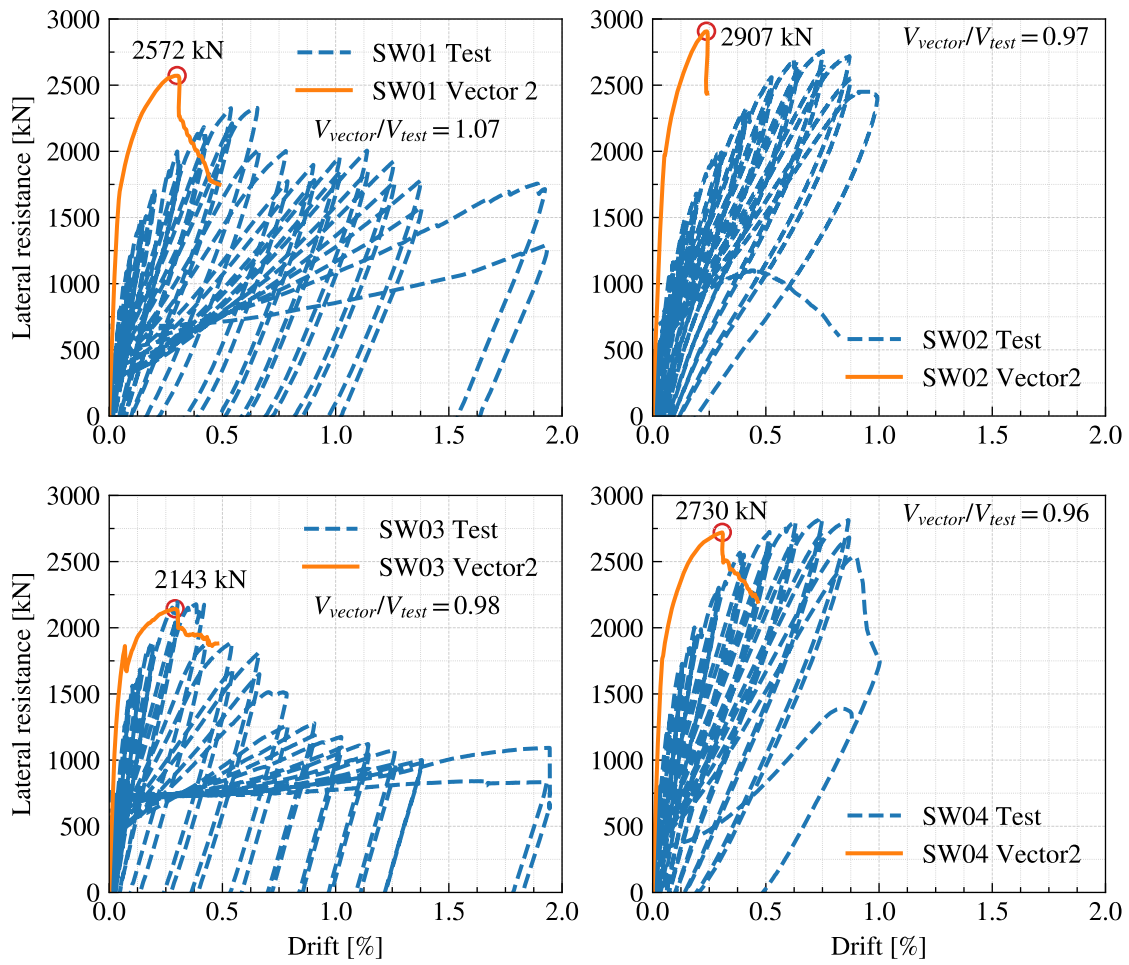 3000
2572 kN
SW01 Test
2500
SW01 Vector 2
V_vector/V_test = 1.07
2000
1500
1000
500
0
0.0 0.5 1.0 1.5 2.0
Lateral resistance [kN]
3000
2907 kN
V_vector/V_test = 0.97
2500
2000
1500
1000
SW02 Test
500
SW02 Vector2
0
0.0 0.5 1.0 1.5 2.0
3000
SW03 Test
2500
SW03 Vector2
2143 kN
V_vector/V_test = 0.98
2000
1500
1000
500
0
0.0 0.5 1.0 1.5 2.0
Lateral resistance [kN]
Drift [%]
3000
2730 kN
V_vector/V_test = 0.96
2500
2000
1500
1000
SW04 Test
500
SW04 Vector2
0
0.0 0.5 1.0 1.5 2.0
Drift [%]